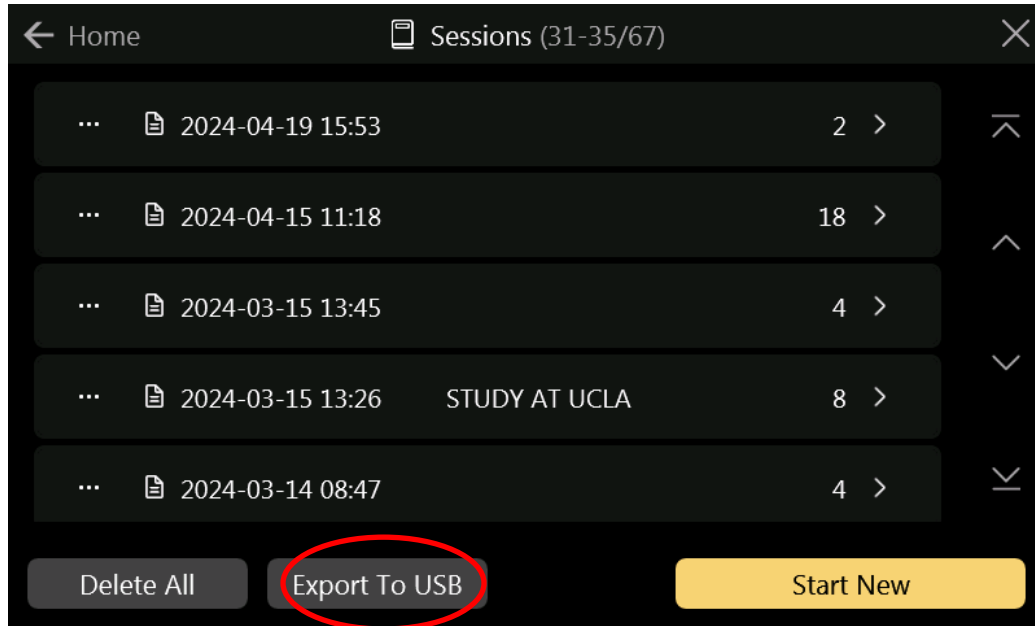 Home Sessions (31-35/67)
2024-04-19 15:53 2
2024-04-15 11:18 18
2024-03-15 13:45 4
2024-03-15 13:26 STUDY AT UCLA 8
2024-03-14 08:47 4
Delete All Export To USB Start New